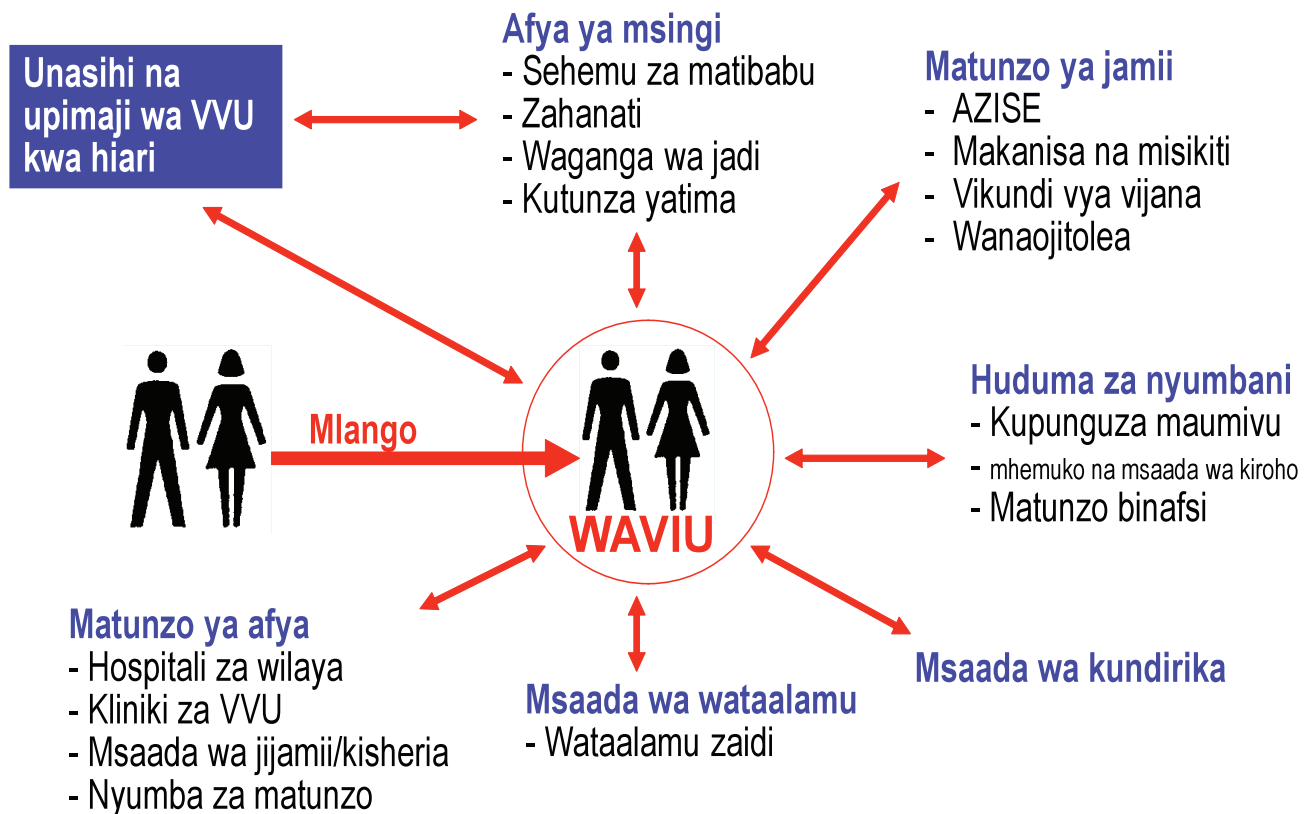 Unasihi na
upimaji wa VVU
kwa hiari
Afya ya msingi
- Sehemu za matibabu
- Zahanati
- Waganga wa jadi
- Kutunza yatima
Matunzo ya jamii
- AZISE
- Makanisa na misikiti
- Vikundi vya vijana
- Wanaojitolea
Mlango
WAVIU
Huduma za nyumbani
- Kupunguza maumivu
- mhemuko na msaada wa kiroho
- Matunzo binafsi
Matunzo ya afya
- Hospitali za wilaya
- Kliniki za VVU
- Msaada wa jijamii/kisheria
- Nyumba za matunzo
Msaada wa wataalamu
- Wataalamu zaidi
Msaada wa kundirika